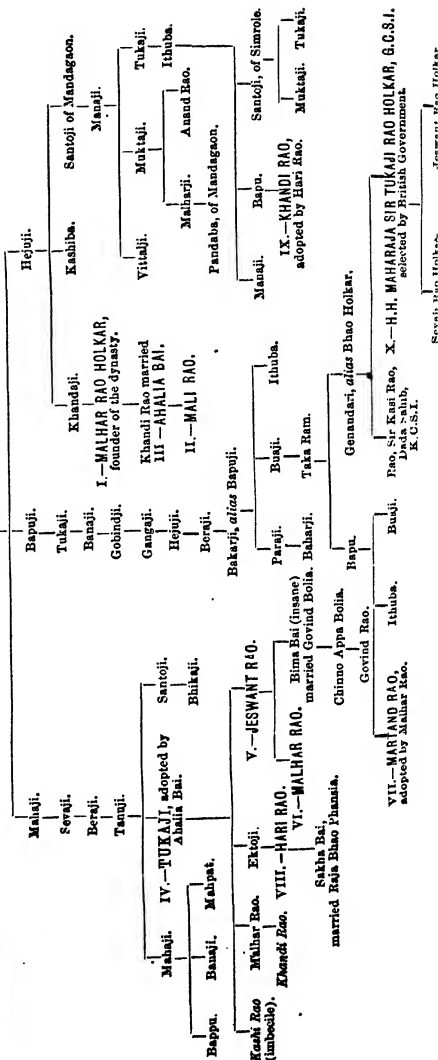 Mahaji.
Sevaji.
Beraji.
Tanuji.
Mahaji.
IV.—TUKAJI, adopted by
Ahalia Bai.
Santoji.
Bhikaji.
Bappu.
Banaji.
Mahpat.
Kashi Rao
(imbecile).
Malhar Rao.
Khandi Rao.
Ektoji.
VIII.—HARI RAO.
Sakha Bai,
married Raja Bhao Phansia.
V.—JESWANT RAO.
VI.—MALHAR RAO.
Bima Bai (insane)
married Govind Bolia.
Chinno Appa Bolia.
Govind Rao.
Bapuji.
Tukaji.
Banaji.
Gobindji.
Gangaji.
Hejuji.
Boraji.
Bakarji, alias Bapuji.
Paraji.
Buaji.
Ithuba.
Baharji.
Taka Ram.
Bapu.
Genandari, alias Bhao Holkar.
VII.—MARTAND RAO,
adopted by Malhar Rao.
Ithuba.
Buaji.
Rao, Sir Kasi Rao,
Dada Sahib,
K.C.S.I.
X.—H.H. MAHARAJA SIR TUKAJI RAO HOLKAR, G.C.S.I.
selected by British Government.
Rao Holkar.
Rao Holkar.
Hejuji.
Khandaji.
Kashiba.
Santoji of Mandagaon.
I.—MALHAR RAO HOLKAR,
founder of the dynasty.
Khandi Rao married
III—AHALIA BAI.
II.—MALI RAO.
Manaji.
Vittalji.
Muktaji.
Tukaji.
Malharji.
Anand Rao.
Ithuba.
Pandaba, of Mandagaon.
Manaji.
Bapu.
Santoji, of Simrole.
IX.—KHANDI RAO,
adopted by Hari Rao.
Muktaji.
Tukaji.